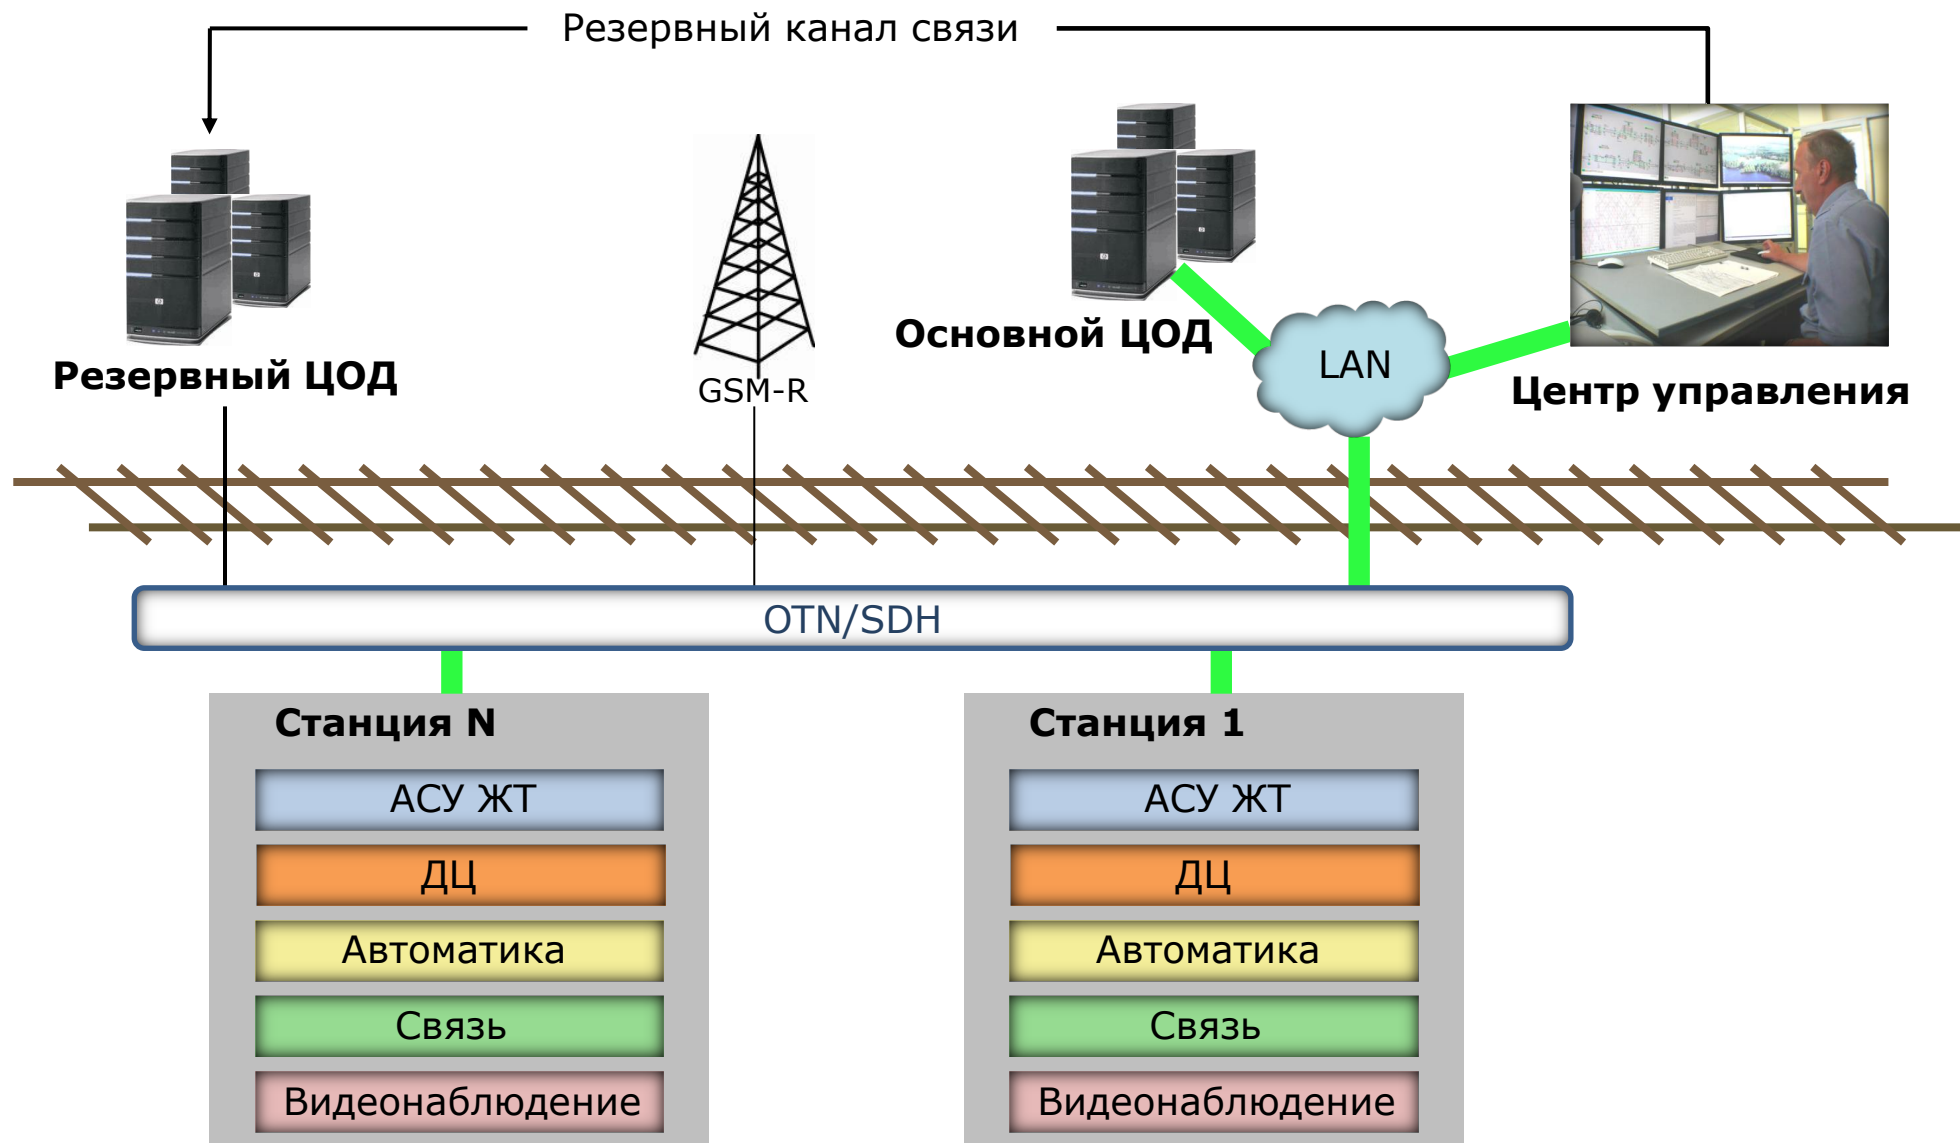 Резервный канал связи
Резервный ЦОД
GSM-R
Основной ЦОД
LAN
Центр управления
OTN/SDH
Станция N
АСУ ЖТ
ДЦ
Автоматика
Связь
Видеонаблюдение
Станция 1
АСУ ЖТ
ДЦ
Автоматика
Связь
Видеонаблюдение